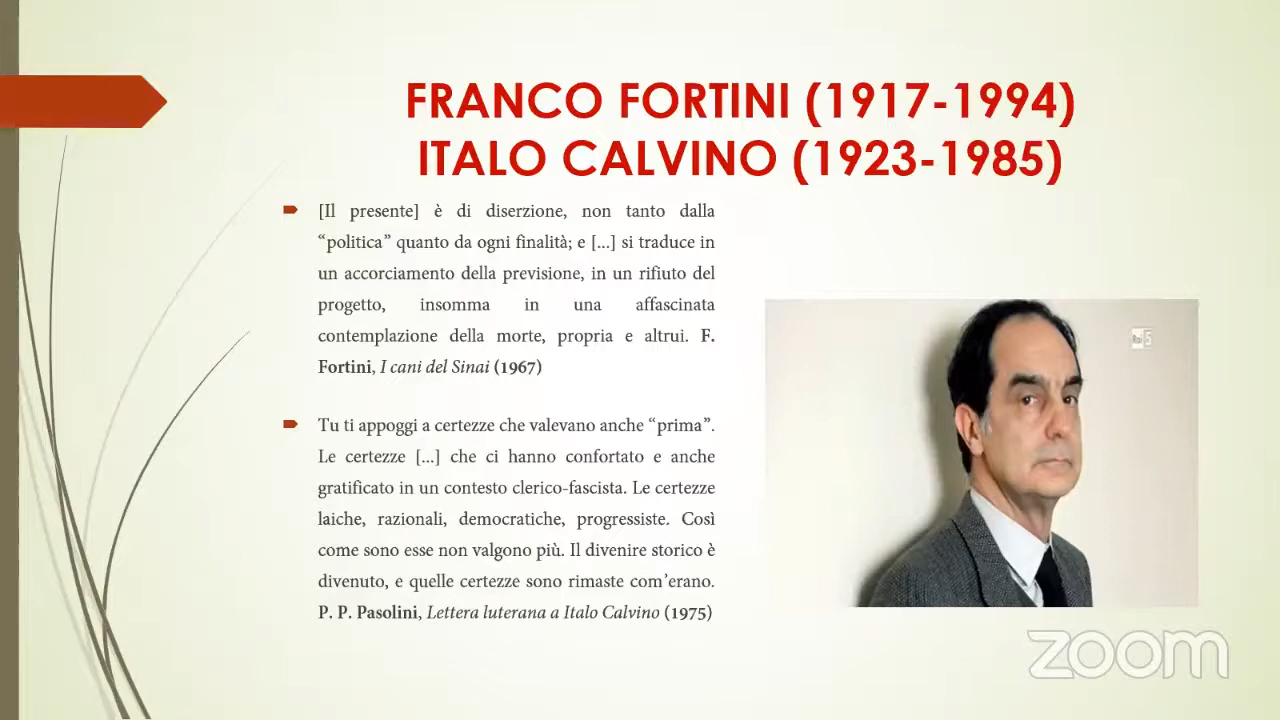 FRANCO FORTINI (1917-1994)
ITALO CALVINO (1923-1985)
[Il presente] è di diserzione, non tanto dalla
“politica” quanto da ogni finalità; e [...] si traduce in
un accorciamento della previsione, in un rifiuto del
progetto, insomma in una affascinata
contemplazione della morte, propria e altrui. F.
Fortini, I cani del Sinai (1967)
Tu ti appoggi a certezze che valevano anche “prima”.
Le certezze [...] che ci hanno confortato e anche
gratificato in un contesto clerico-fascista. Le certezze
laiche, razionali, democratiche, progressiste. Così
come sono esse non valgono più. Il divenire storico è
divenuto, e quelle certezze sono rimaste com’erano.
P. P. Pasolini, Lettera luterana a Italo Calvino (1975)
Rai 5
zoom